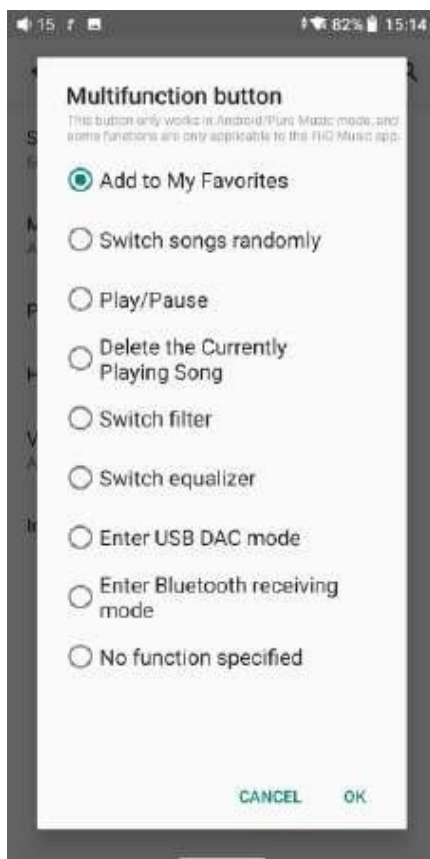 15 82% 15:14
Multifunction button
This button only works in Android/Pure Music mode, and
some functions are only applicable to the FiiO Music app.
Add to My Favorites
Switch songs randomly
Play/Pause
Delete the Currently
Playing Song
Switch filter
Switch equalizer
Enter USB DAC mode
Enter Bluetooth receiving
mode
No function specified
CANCEL OK